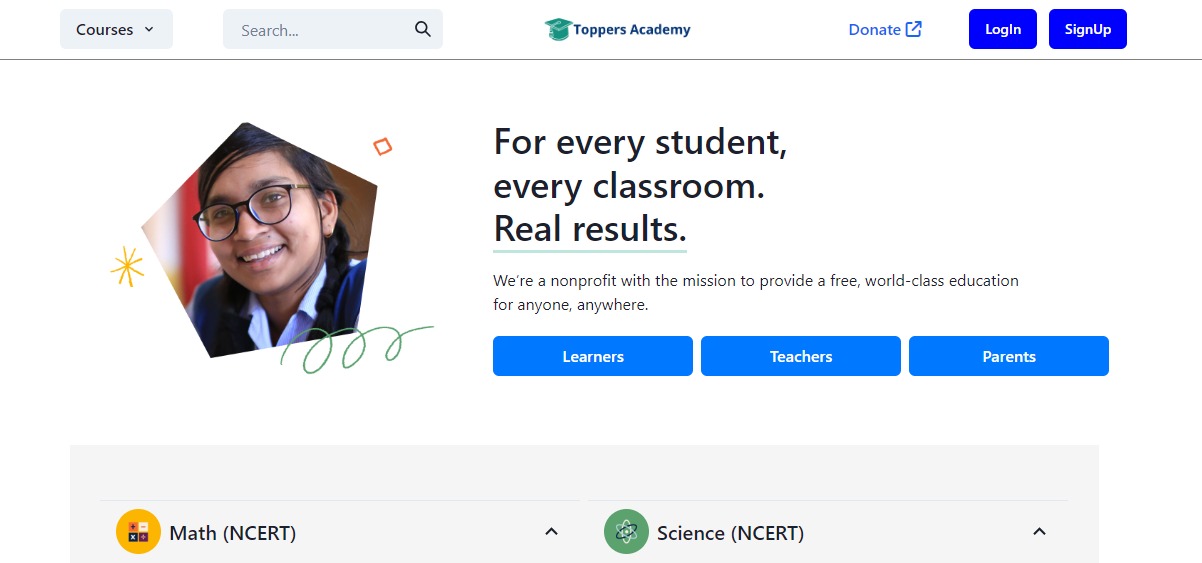 Courses
Search...
Toppers Academy
Donate
LogIn
SignUp
For every student,
every classroom.
Real results.
We’re a nonprofit with the mission to provide a free, world-class education
for anyone, anywhere.
Learners
Teachers
Parents
Math (NCERT)
Science (NCERT)